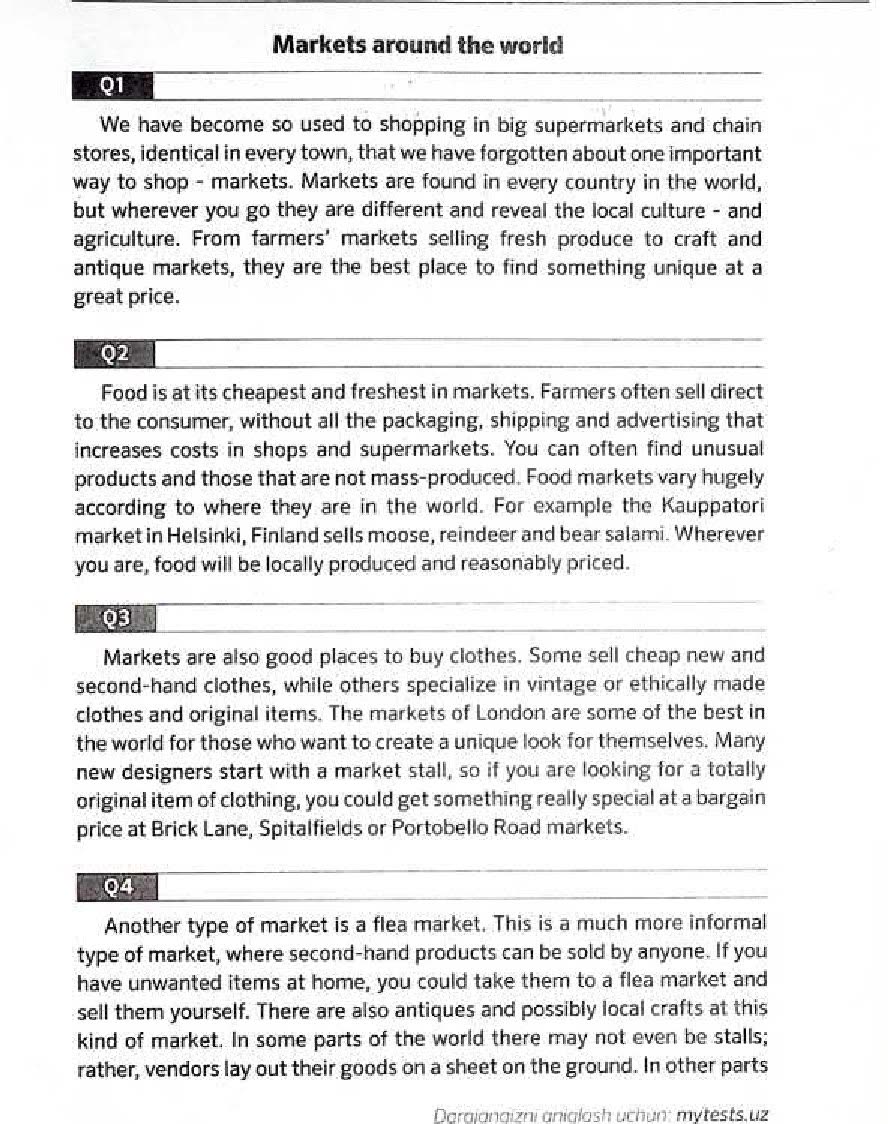 Markets around the world
Q1
We have become so used to shopping in big supermarkets and chain
stores, identical in every town, that we have forgotten about one important
way to shop - markets. Markets are found in every country in the world,
but wherever you go they are different and reveal the local culture - and
agriculture. From farmers' markets selling fresh produce to craft and
antique markets, they are the best place to find something unique at a
great price.
Q2
Food is at its cheapest and freshest in markets. Farmers often sell direct
to the consumer, without all the packaging, shipping and advertising that
increases costs in shops and supermarkets. You can often find unusual
products and those that are not mass-produced. Food markets vary hugely
according to where they are in the world. For example the Kauppatori
market in Helsinki, Finland sells moose, reindeer and bear salami. Wherever
you are, food will be locally produced and reasonably priced.
Q3
Markets are also good places to buy clothes. Some sell cheap new and
second-hand clothes, while others specialize in vintage or ethically made
clothes and original items. The markets of London are some of the best in
the world for those who want to create a unique look for themselves. Many
new designers start with a market stall, so if you are looking for a totally
original item of clothing, you could get something really special at a bargain
price at Brick Lane, Spitalfields or Portobello Road markets.
Q4
Another type of market is a flea market. This is a much more informal
type of market, where second-hand products can be sold by anyone. If you
have unwanted items at home, you could take them to a flea market and
sell them yourself. There are also antiques and possibly local crafts at this
kind of market. In some parts of the world there may not even be stalls;
rather, vendors lay out their goods on a sheet on the ground. In other parts
Darajangizni aniqlash uchun: mytests.uz